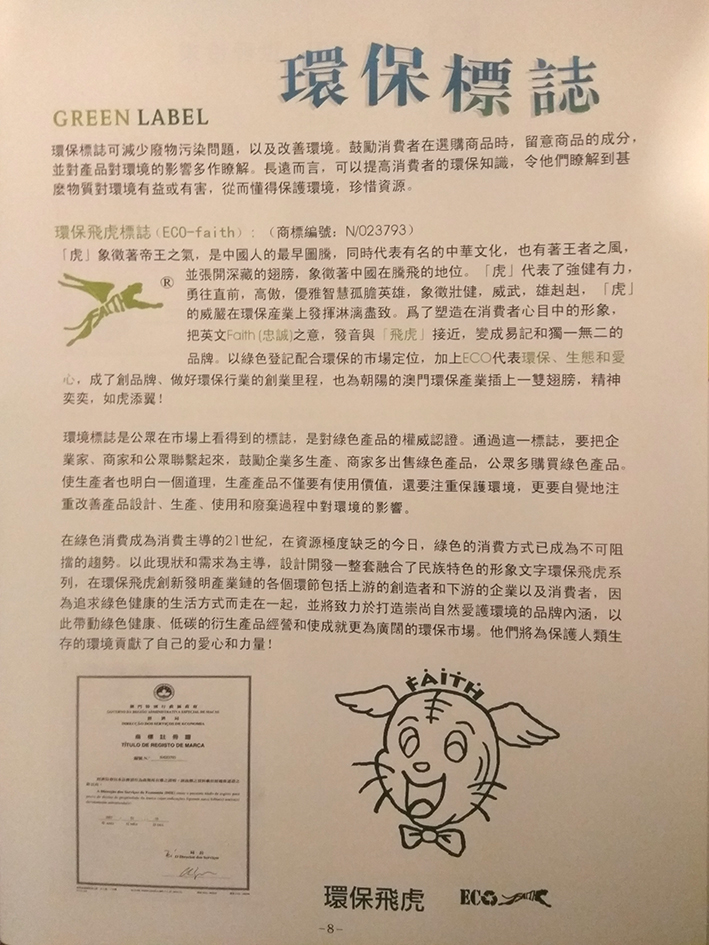 環保標誌
GREEN LABEL
環保標誌可減少廢物污染問題，以及改善環境。鼓勵消費者在選購商品時，留意商品的成分，
並對產品對環境的影響多作瞭解。長遠而言，可以提高消費者的環保知識，令他們瞭解到甚
麼物質對環境有益或有害，從而懂得保護環境，珍惜資源。
環保飛虎標誌(ECO-faith)：（商標編號：N/023793）
「虎」象徵著帝王之氣，是中國人的最早圖騰，同時代表有名的中華文化，也有著王者之風，
並張開深藏的翅膀，象徵著中國在騰飛的地位。「虎」代表了強健有力，
勇往直前，高傲，優雅智慧孤膽英雄，象徵壯健，威武，雄赳赳，「虎」
的威嚴在環保產業上發揮淋漓盡致。爲了塑造在消費者心目中的形象，
把英文Faith(忠誠)之意，發音與「飛虎」接近，變成易記和獨一無二的
品牌。以綠色登記配合環保的市場定位，加上ECO代表環保、生態和愛
心，成了創品牌、做好環保行業的創業里程，也為朝陽的澳門環保產業插上一雙翅膀，精神
奕奕，如虎添翼！
FAITH
®
環境標誌是公眾在市場上看得到的標誌，是對綠色產品的權威認證。通過這一標誌，要把企
業家、商家和公眾聯繫起來，鼓勵企業多生產、商家多出售綠色產品，公眾多購買綠色產品。
使生產者也明白一個道理，生產產品不僅要有使用價值，還要注重保護環境，更要自覺地注
重改善產品設計、生產、使用和廢棄過程中對環境的影響。
在綠色消費成為消費主導的21世紀，在資源極度缺乏的今日，綠色的消費方式已成為不可阻
擋的趨勢。以此現狀和需求為主導，設計開發一整套融合了民族特色的形象文字環保飛虎系
列，在環保飛虎創新發明產業鏈的各個環節包括上游的創造者和下游的企業以及消費者，因
為追求綠色健康的生活方式而走在一起，並將致力於打造崇尚自然愛護環境的品牌內涵，以
此帶動綠色健康、低碳的衍生產品經營和使成就更為廣闊的環保市場。他們將為保護人類生
存的環境貢獻了自己的愛心和力量！
澳門特別行政區政府
GOVERNO DA REGIÃO ADMINISTRATIVA ESPECIAL DE MACAU
經濟局
DIRECÇÃO DOS SERVIÇOS DE ECONOMIA
商標註冊證
TÍTULO DE REGISTO DE MARCA
FAITH
環保飛虎
ECO FAITH
-8-